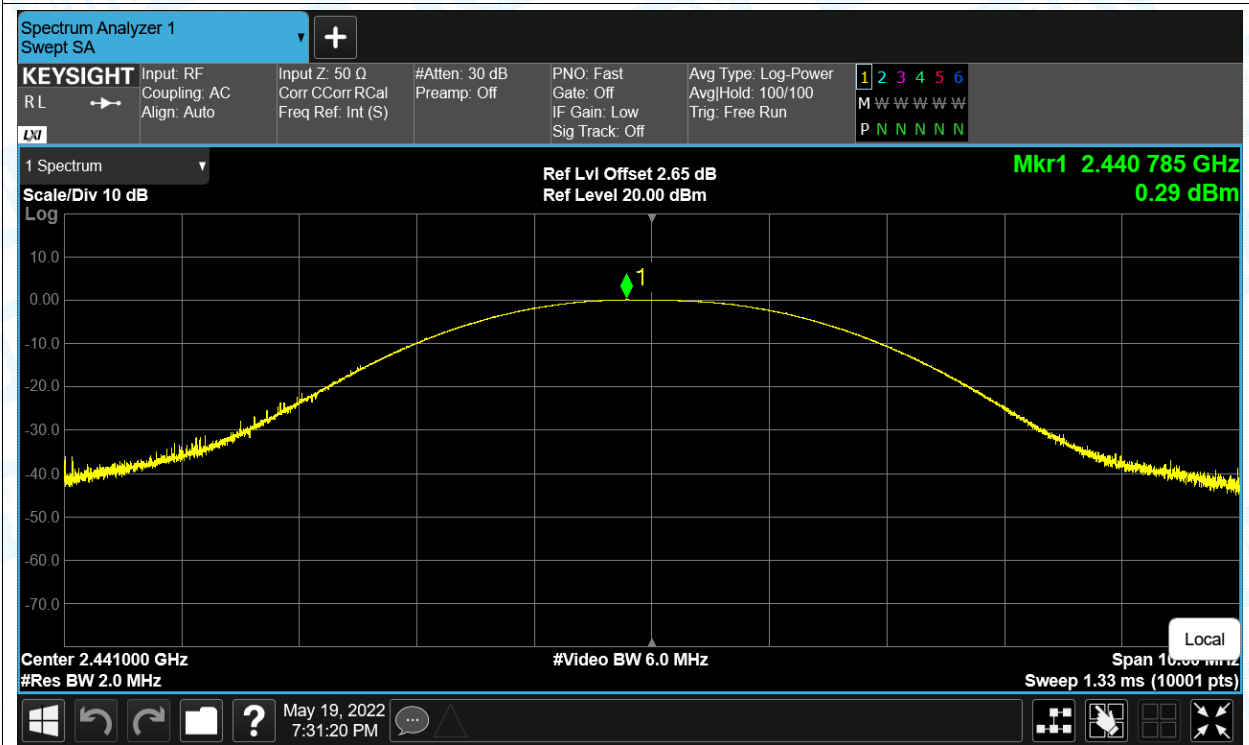 Spectrum Analyzer 1
Swept SA
KEYSIGHT
R L
LXI
Input: RF
Coupling: AC
Align: Auto
Input Z: 50 Ω
Corr CCorr RCal
Freq Ref: Int (S)
#Atten: 30 dB
Preamp: Off
PNO: Fast
Gate: Off
IF Gain: Low
Sig Track: Off
Avg Type: Log-Power
Avg|Hold: 100/100
Trig: Free Run
1 2 3 4 5 6
M W W W W W
P N N N N N
1 Spectrum
Scale/Div 10 dB
Log
Ref Lvl Offset 2.65 dB
Ref Level 20.00 dBm
Mkr1 2.440 785 GHz
0.29 dBm
1
10.0
0.00
-10.0
-20.0
-30.0
-40.0
-50.0
-60.0
-70.0
Local
Center 2.441000 GHz
#Video BW 6.0 MHz
Span 10.00 MHz
#Res BW 2.0 MHz
Sweep 1.33 ms (10001 pts)
?
May 19, 2022
7:31:20 PM